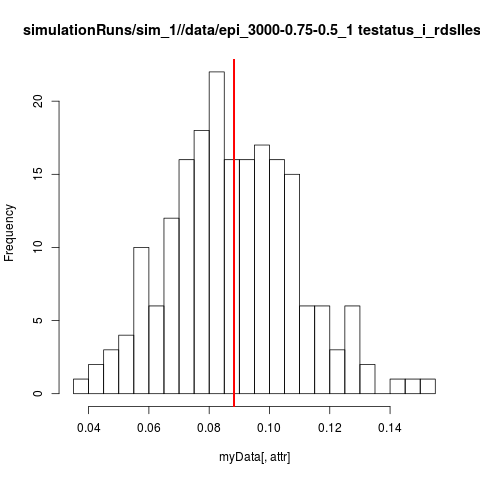 simulationRuns/sim_1//data/epi_3000-0.75-0.5_1 testatus_i_rdslles
Frequency
20
15
10
5
0
0.04 0.06 0.08 0.10 0.12 0.14
myData[, attr]